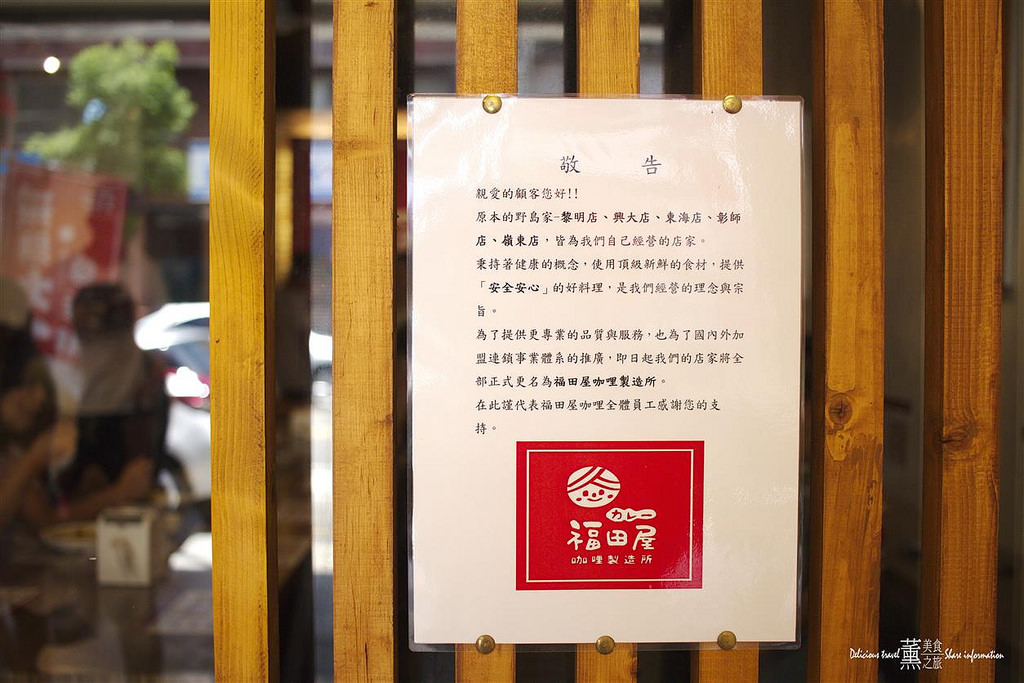 敬　告
親愛的顧客您好!!
原本的野島家-黎明店、興大店、東海店、彰師
店、嶺東店，皆為我們自己經營的店家。
秉持著健康的概念，使用頂級新鮮的食材，提供
「安全安心」的好料理，是我們經營的理念與宗
旨。
為了提供更專業的品質與服務，也為了國內外加
盟連鎖事業體系的推廣，即日起我們的店家將全
部正式更名為福田屋咖哩製造所。
在此謹代表福田屋咖哩全體員工感謝您的支
持。
カレー
福田屋
咖哩製造所
Delicious travel 薰 美食之旅 Share information